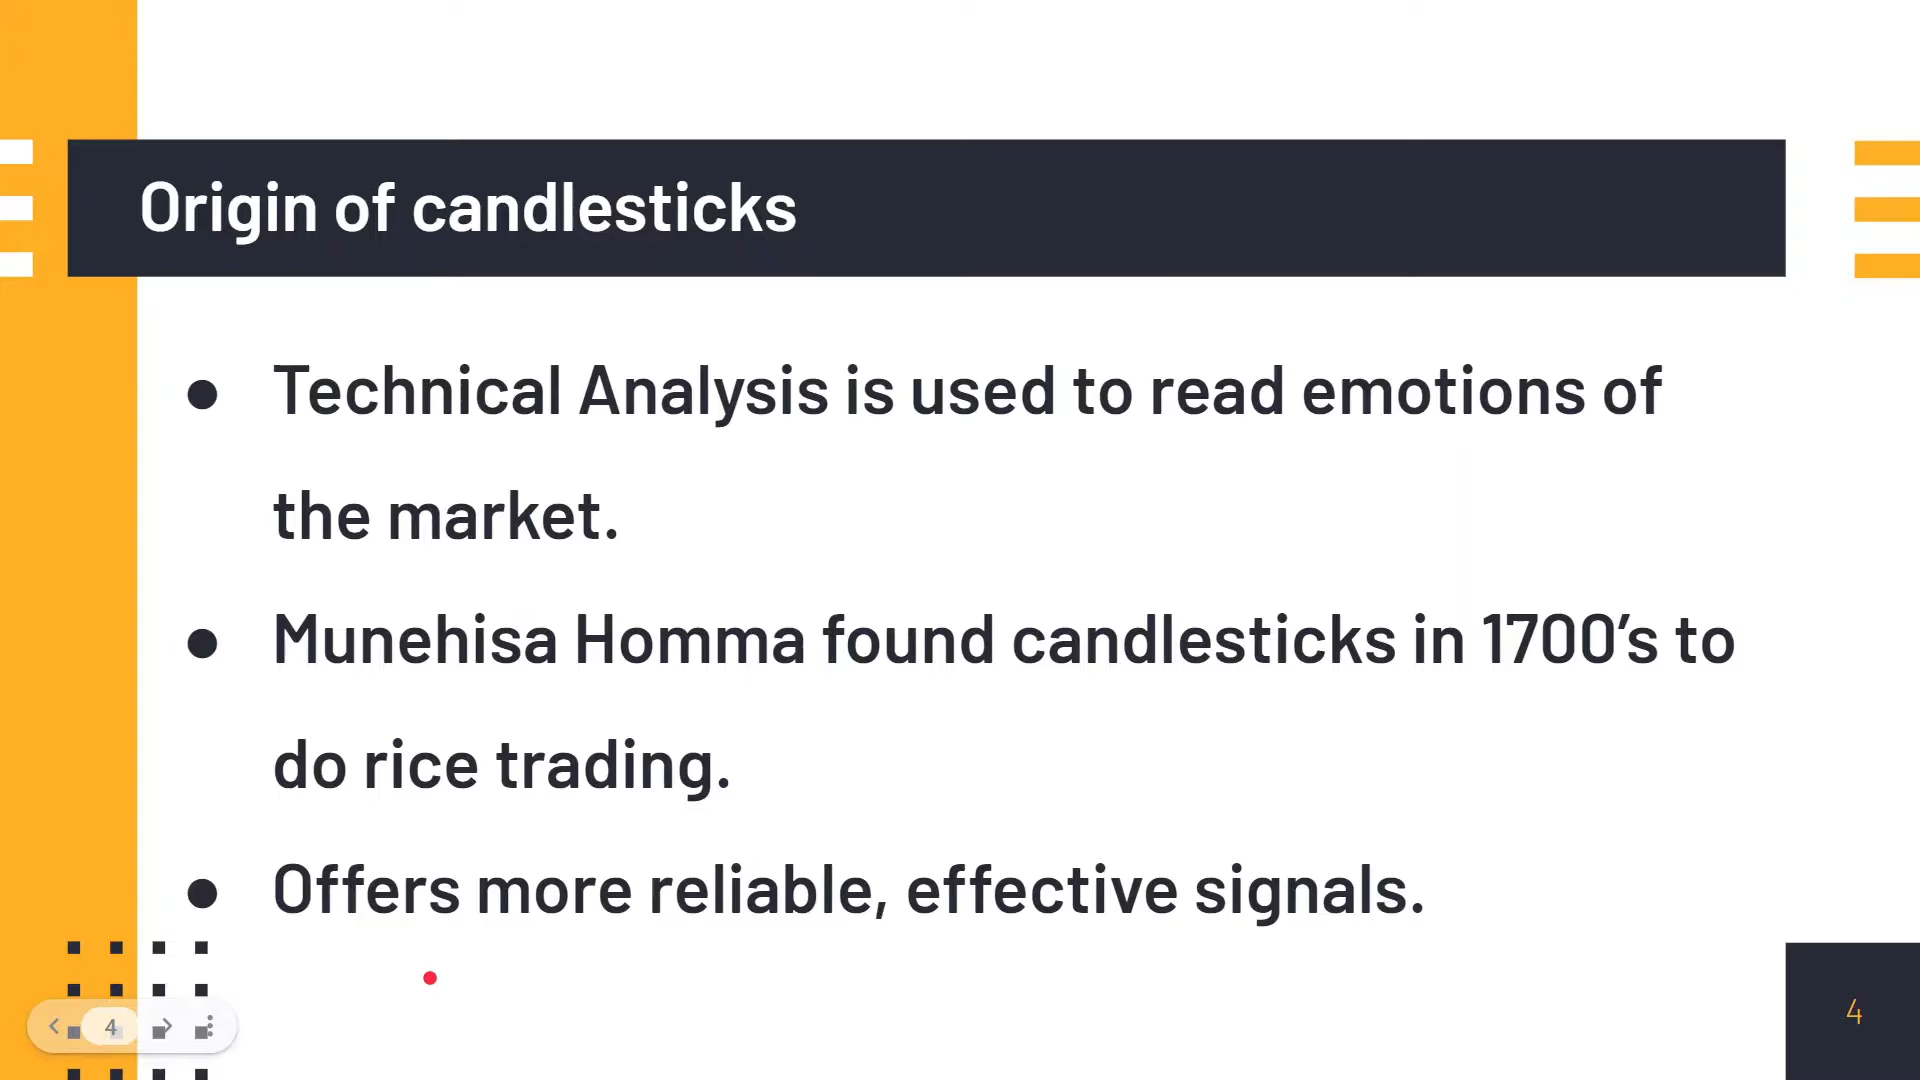 Origin of candlesticks
● Technical Analysis is used to read emotions of
the market.
● Munehisa Homma found candlesticks in 1700’s to
do rice trading.
● Offers more reliable, effective signals.
4
4